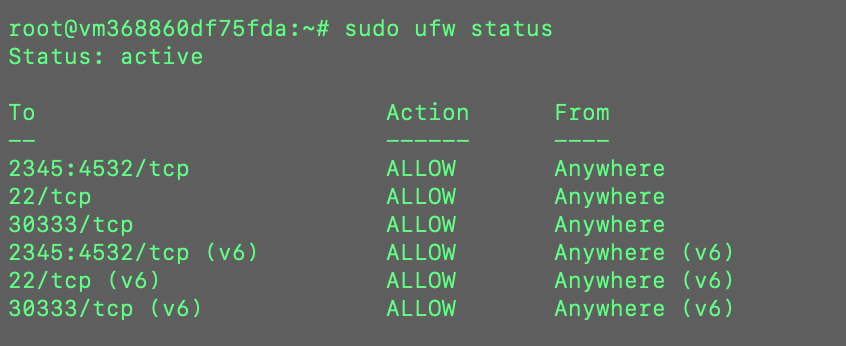 root@vm368860df75fda:~# sudo ufw status
Status: active
To Action From
-- ------ ----
2345:4532/tcp ALLOW Anywhere
22/tcp ALLOW Anywhere
30333/tcp ALLOW Anywhere
2345:4532/tcp (v6) ALLOW Anywhere (v6)
22/tcp (v6) ALLOW Anywhere (v6)
30333/tcp (v6) ALLOW Anywhere (v6)